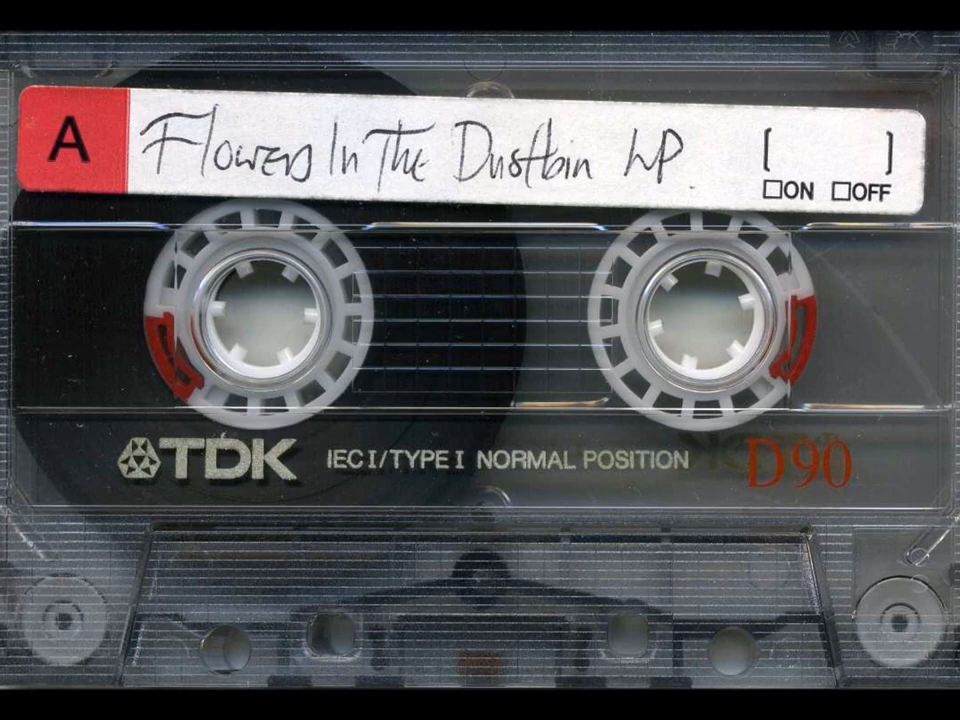 A Flowers In The Dustbin LP. [ ]
☐ON ☐OFF
TDK IEC I/TYPE I NORMAL POSITION D90